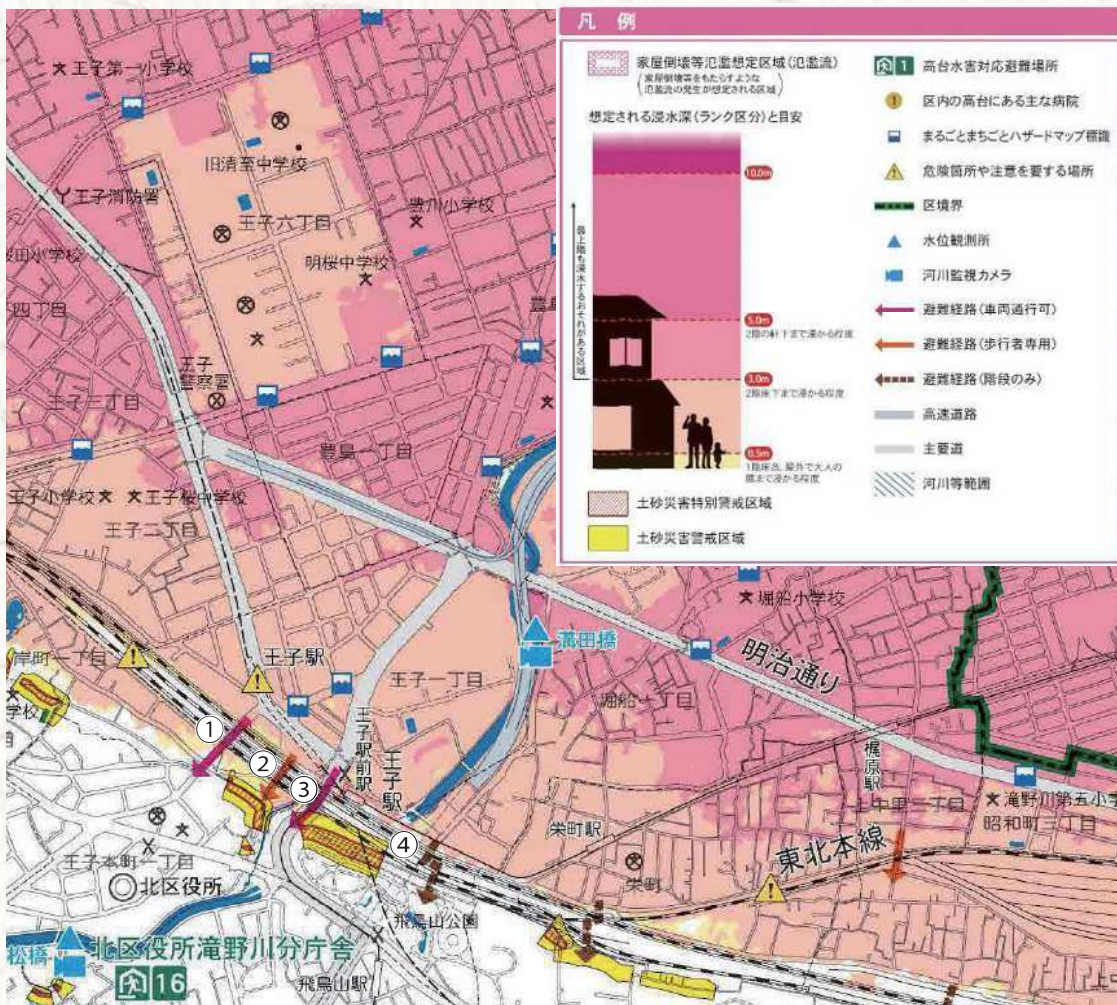 凡 例
家屋倒壊等氾濫想定区域(氾濫流)
(家屋倒壊等をもたらすような
氾濫流の発生が想定される区域)
想定される浸水深(ランク区分)と目安
10.0m
5.0m
2階の軒下まで浸かる程度
3.0m
2階床下まで浸かる程度
0.5m
1階床高、屋外で大人の
膝まで浸かる程度
最上階も浸水するおそれがある区域
土砂災害特別警戒区域
土砂災害警戒区域
1 高台水害対応避難場所
区内の高台にある主な病院
まるごとまちごとハザードマップ標識
危険箇所や注意を要する場所
区境界
水位観測所
河川監視カメラ
避難経路(車両通行可)
避難経路(歩行者専用)
避難経路(階段のみ)
高速道路
主要道
河川等範囲
王子第一小学校
旧清至中学校
王子消防署
王子六丁目
豊川小学校
明桜中学校
田小学校
四丁目
豊島
王子
警察署
王子三丁目
豊島一丁目
王子小学校
王子桜中学校
王子二丁目
堀船小学校
溝田橋
明治通り
岸町一丁目
王子駅
王子一丁目
堀船一丁目
学校
①
②
③
④
王子駅前駅
王子駅
梶原駅
栄町駅
上中里二丁目
滝野川第五小
昭和町三丁目
東北本線
栄町
王子本町一丁目
北区役所
飛鳥山公園
松橋
北区役所滝野川分庁舎
16
飛鳥山駅
上